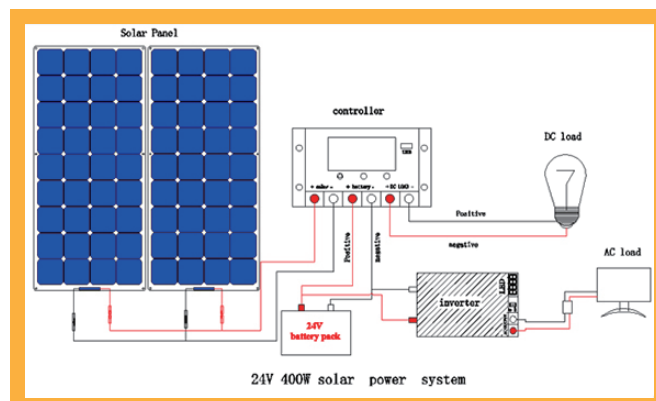 Solar Panel
controller
DC load
+ solar -
+ battery -
+ DC LOAD -
Positive
negative
Positive
negative
AC load
inverter
24V
battery pack
24V 400W solar power system